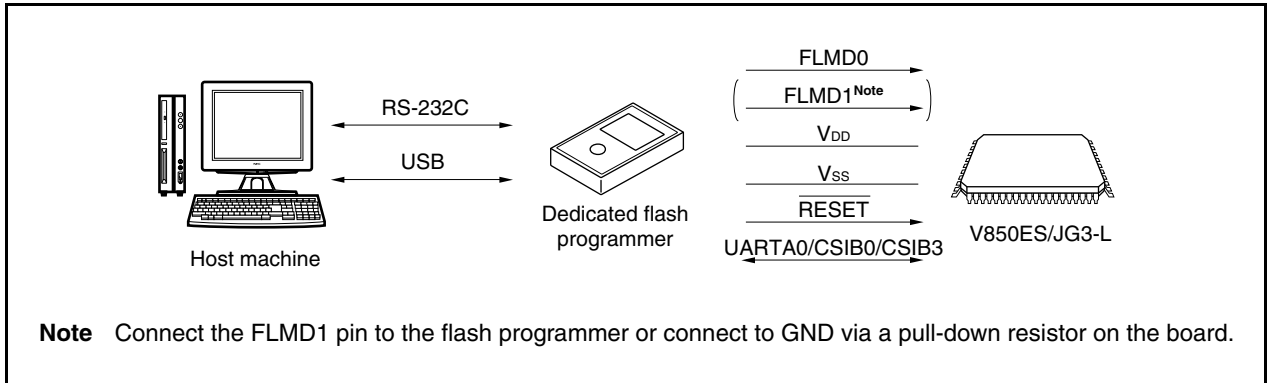 FLMD0
FLMD1Note
VDD
VSS
RESET
UARTA0/CSIB0/CSIB3
RS-232C
USB
Host machine
Dedicated flash
programmer
V850ES/JG3-L
Note Connect the FLMD1 pin to the flash programmer or connect to GND via a pull-down resistor on the board.